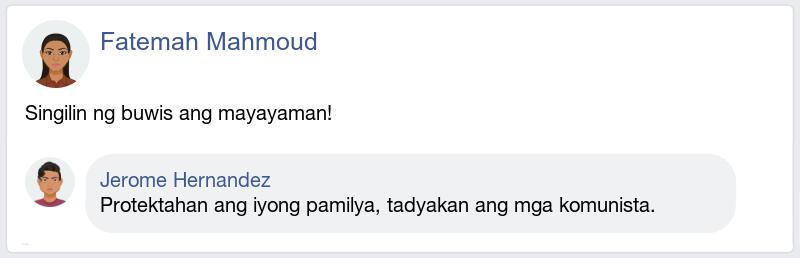 Fatemah Mahmoud
Singilin ng buwis ang mayayaman!
Jerome Hernandez
Protektahan ang iyong pamilya, tadyakan ang mga komunista.